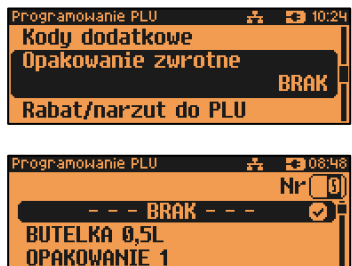 Programowanie PLU 10:24
Kody dodatkowe
Opakowanie zwrotne
BRAK
Rabat/narzut do PLU
Programowanie PLU 08:48
Nr 0
- - - BRAK - - -
BUTELKA 0,5L
OPAKOWANIE 1